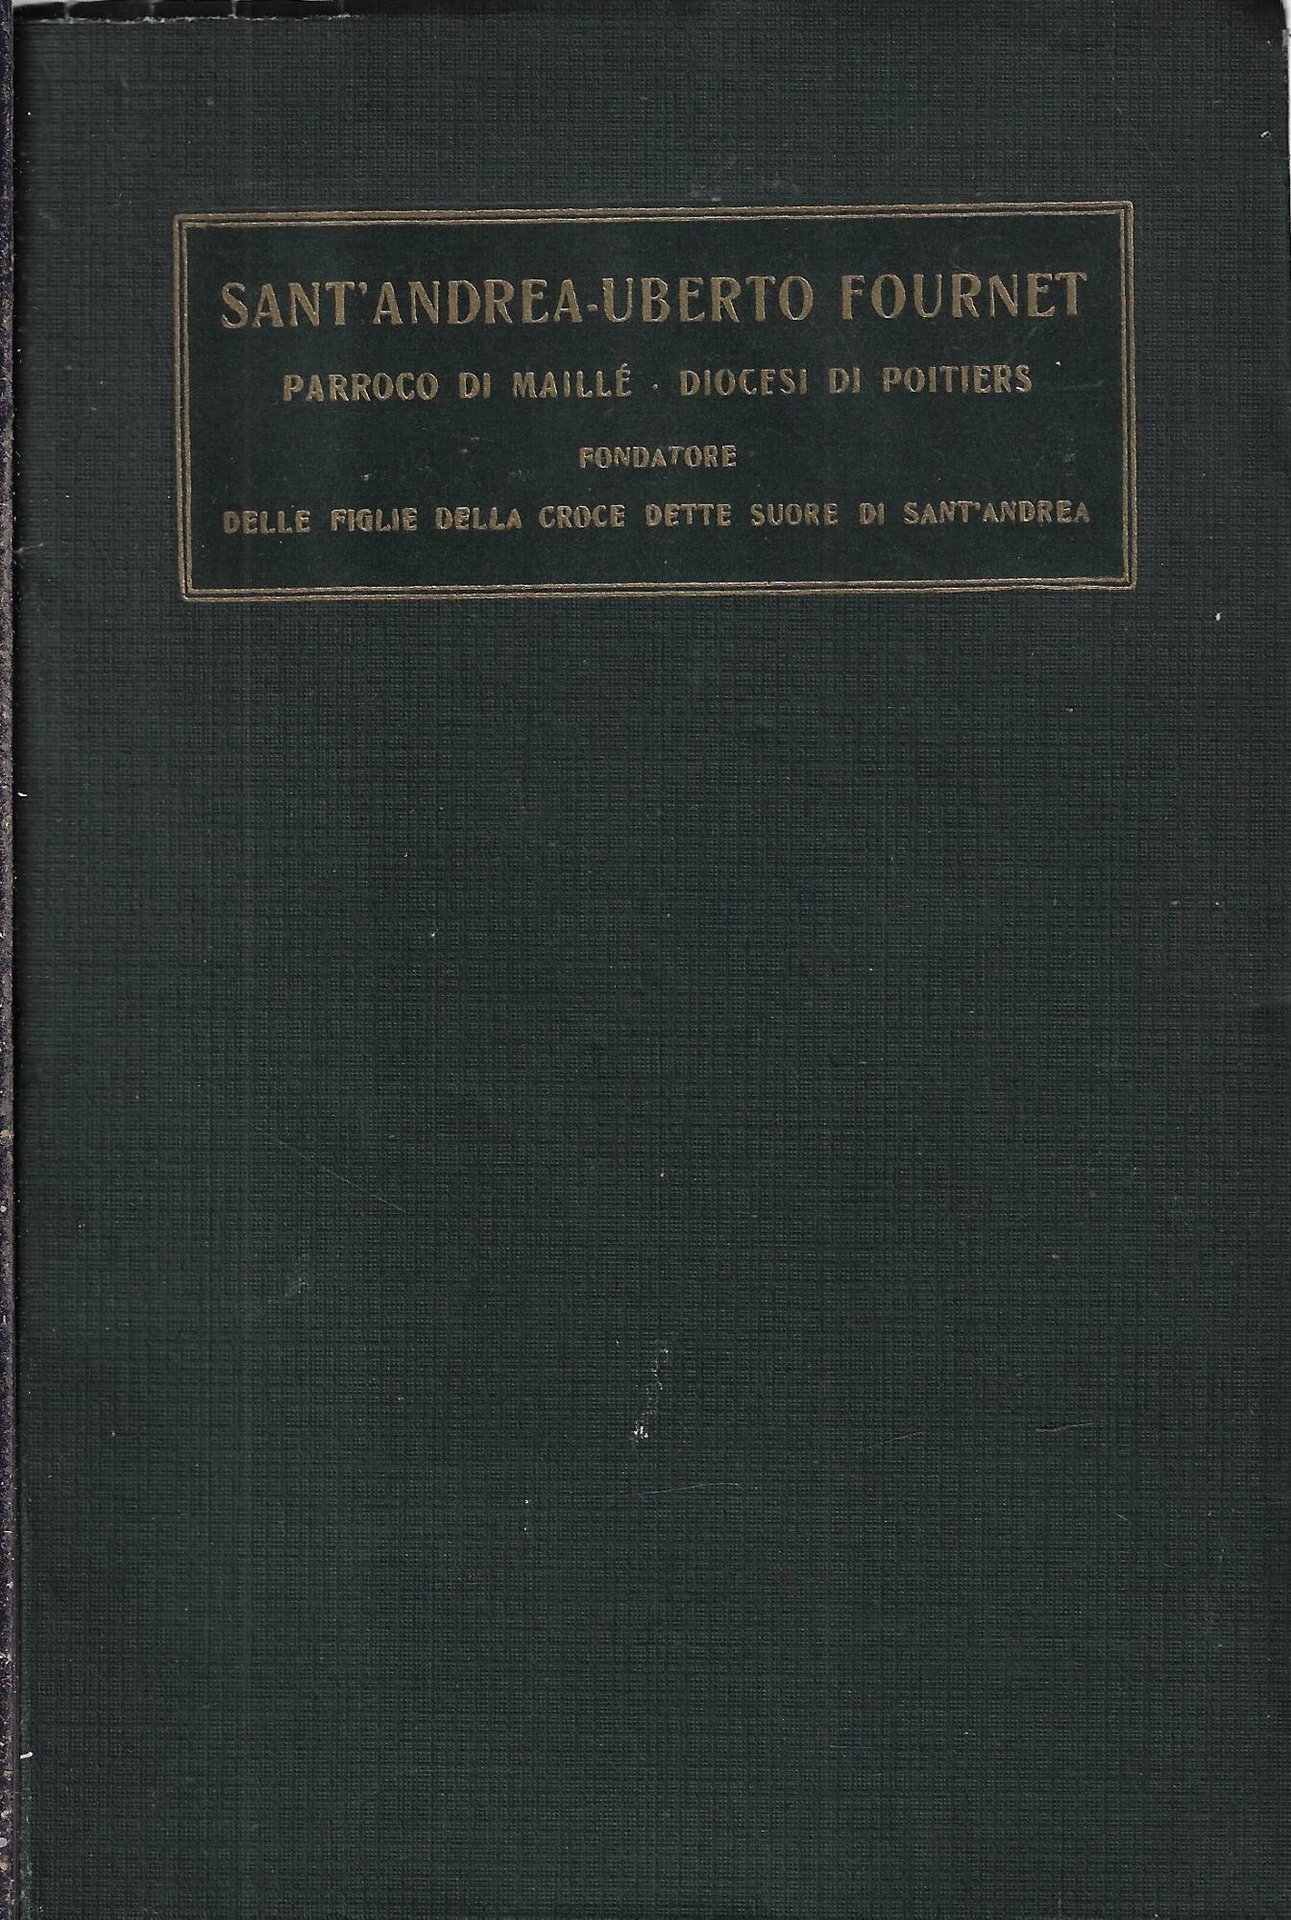 SANT'ANDREA-UBERTO FOURNET
PARROCO DI MAILLÉ · DIOCESI DI POITIERS
FONDATORE
DELLE FIGLIE DELLA CROCE DETTE SUORE DI SANT'ANDREA